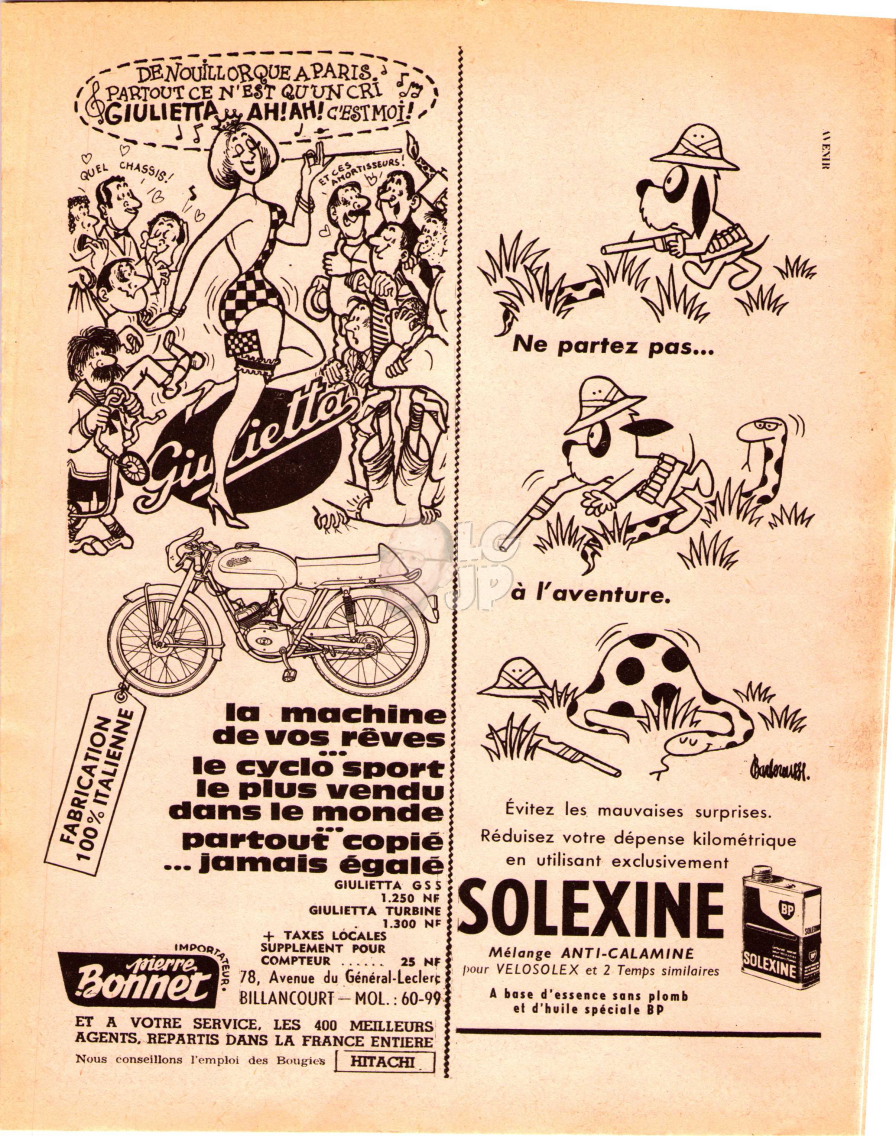 DE NOUILLORQUE A PARIS
PARTOUT CE N'EST QU'UN CRI
GIULIETTA AH! AH! C'EST MOI!
QUEL CHASSIS!
ET CES
AMORTISSEURS!
Giulietta
FABRICATION
100% ITALIENNE
la machine
de vos rêves
...
le cyclo sport
le plus vendu
dans le monde
...
partout copié
... jamais égalé
GIULIETTA GSS
1.250 NF
GIULIETTA TURBINE
1.300 NF
+ TAXES LOCALES
SUPPLEMENT POUR
COMPTEUR ...... 25 NF
IMPORTATEUR
pierre
Bonnet
78, Avenue du Général-Leclerc
BILLANCOURT — MOL.: 60-99
ET A VOTRE SERVICE, LES 400 MEILLEURS
AGENTS, REPARTIS DANS LA FRANCE ENTIERE
Nous conseillons l'emploi des Bougies HITACHI
AVENIR
Ne partez pas...
à l'aventure.
Évitez les mauvaises surprises.
Réduisez votre dépense kilométrique
en utilisant exclusivement
SOLEXINE
BP
SOLEXINE
Mélange ANTI-CALAMINE
pour VELOSOLEX et 2 Temps similaires
A base d'essence sans plomb
et d'huile spéciale BP
LC
JP